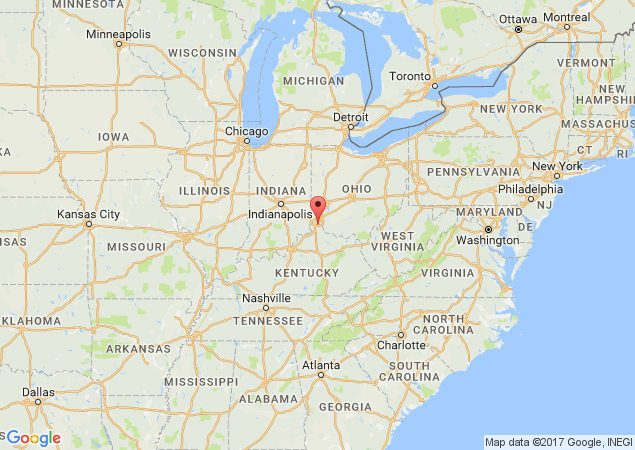 MINNESOTA
Ottawa
Montreal
Minneapolis
WISCONSIN
VERMONT
MICHIGAN
Toronto
NEW
HAMPSHIRE
NEW YORK
Detroit
MASSACHUS
IOWA
Chicago
CT
RI
PENNSYLVANIA
New York
ILLINOIS
INDIANA
OHIO
Philadelphia
NJ
Indianapolis
Kansas City
MARYLAND
DE
MISSOURI
WEST
VIRGINIA
Washington
KENTUCKY
VIRGINIA
Nashville
KLAHOMA
TENNESSEE
NORTH
CAROLINA
ARKANSAS
Charlotte
Atlanta
SOUTH
CAROLINA
MISSISSIPPI
Dallas
ALABAMA
GEORGIA
Google
Map data ©2017 Google, INEGI